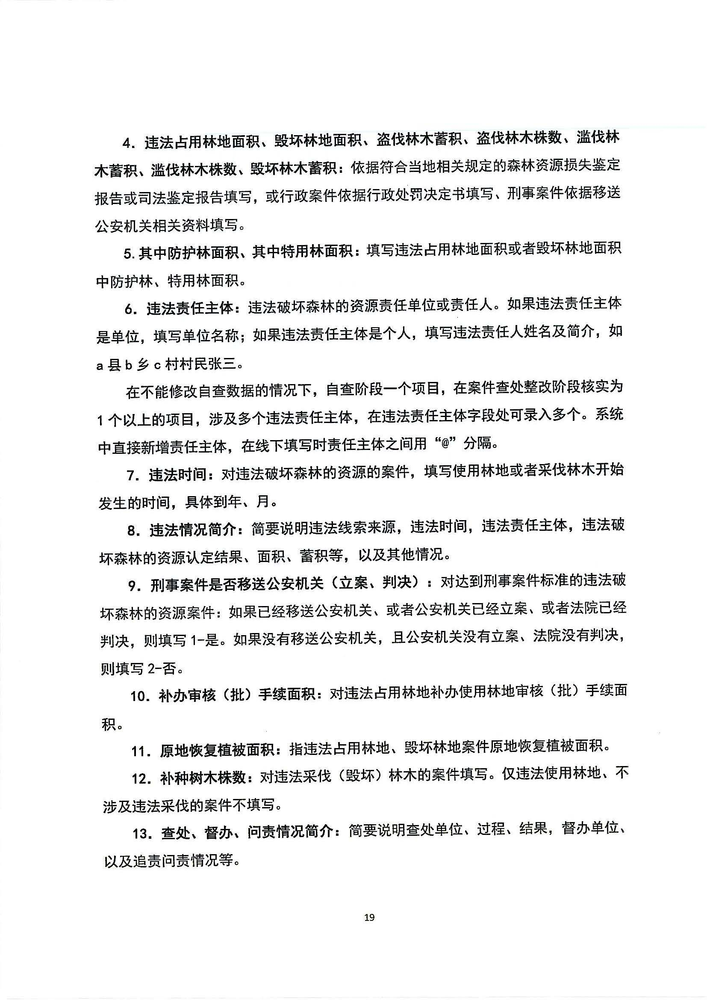 4. 违法占用林地面积、毁坏林地面积、盗伐林木蓄积、盗伐林木株数、滥伐林
木蓄积、滥伐林木株数、毁坏林木蓄积：依据符合当地相关规定的森林资源损失鉴定
报告或司法鉴定报告填写，或行政案件依据行政处罚决定书填写、刑事案件依据移送
公安机关相关资料填写。
5.其中防护林面积、其中特用林面积：填写违法占用林地面积或者毁坏林地面积
中防护林、特用林面积。
6. 违法责任主体：违法破坏森林的资源责任单位或责任人。如果违法责任主体
是单位，填写单位名称；如果违法责任主体是个人，填写违法责任人姓名及简介，如
a 县 b 乡 c 村村民张三。
在不能修改自查数据的情况下，自查阶段一个项目，在案件查处整改阶段核实为
1 个以上的项目，涉及多个违法责任主体，在违法责任主体字段处可录入多个。系统
中直接新增责任主体，在线下填写时责任主体之间用“@”分隔。
7. 违法时间：对违法破坏森林的资源的案件，填写使用林地或者采伐林木开始
发生的时间，具体到年、月。
8. 违法情况简介：简要说明违法线索来源，违法时间，违法责任主体，违法破
坏森林的资源认定结果、面积、蓄积等，以及其他情况。
9. 刑事案件是否移送公安机关（立案、判决）：对达到刑事案件标准的违法破
坏森林的资源案件：如果已经移送公安机关、或者公安机关已经立案、或者法院已经
判决，则填写 1-是。如果没有移送公安机关，且公安机关没有立案、法院没有判决，
则填写 2-否。
10. 补办审核（批）手续面积：对违法占用林地补办使用林地审核（批）手续面
积。
11. 原地恢复植被面积：指违法占用林地、毁坏林地案件原地恢复植被面积。
12. 补种树木株数：对违法采伐（毁坏）林木的案件填写。仅违法使用林地、不
涉及违法采伐的案件不填写。
13. 查处、督办、问责情况简介：简要说明查处单位、过程、结果，督办单位、
以及追责问责情况等。
19